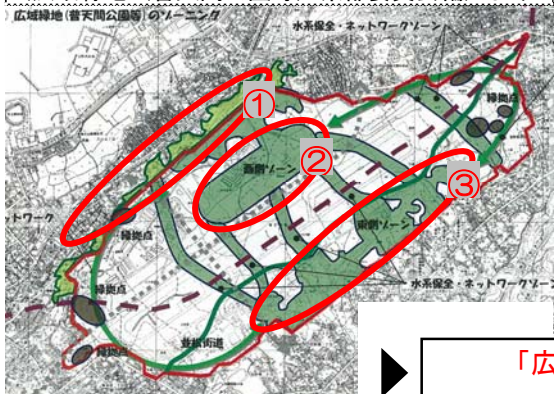 広域緑地(普天間公園等)のゾーニング
水系保全・ネットワークゾーン
①
緑拠点
②
西側ゾーン
③
東側ゾーン
ットワーク
緑拠点
水系保全・ネットワークゾーン
緑拠点
並松街道
緑拠点
「広